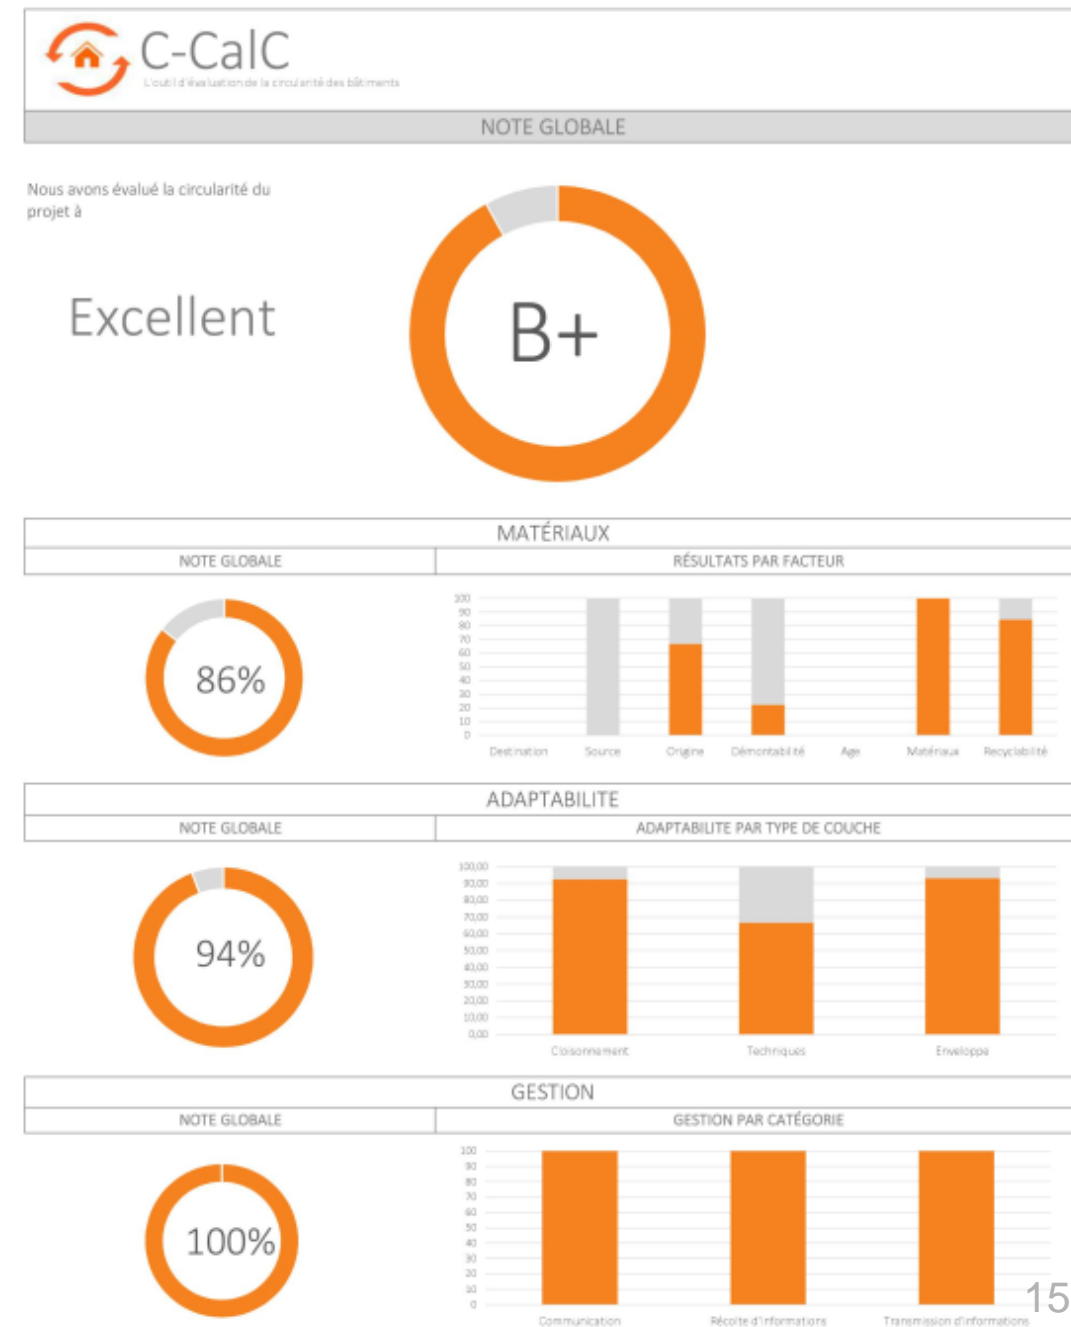 C-CalC
L'outil d'évaluation de la circularité des bâtiments
NOTE GLOBALE
Nous avons évalué la circularité du
projet à
Excellent
B+
MATÉRIAUX
NOTE GLOBALE
RÉSULTATS PAR FACTEUR
86%
100
90
80
70
60
50
40
30
20
10
0
Destination Source Origine Démontabilité Age Matériaux Recyclabilité
ADAPTABILITE
NOTE GLOBALE
ADAPTABILITE PAR TYPE DE COUCHE
94%
100,00
90,00
80,00
70,00
60,00
50,00
40,00
30,00
20,00
10,00
0,00
Cloisonnement Techniques Enveloppe
GESTION
NOTE GLOBALE
GESTION PAR CATÉGORIE
100%
100
90
80
70
60
50
40
30
20
10
0
Communication Récolte d'informations Transmission d'informations
15